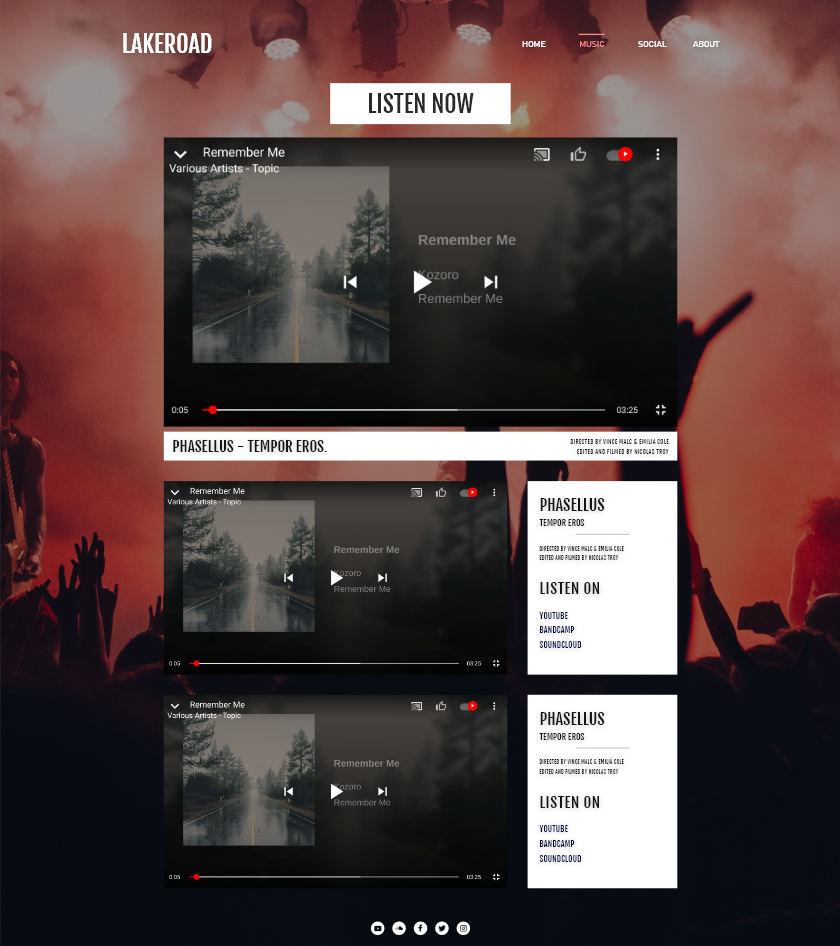 LAKEROAD
HOME MUSIC SOCIAL ABOUT
LISTEN NOW
Remember Me
Various Artists - Topic
Remember Me
Kozoro
Remember Me
0:05 03:25
PHASELLUS - TEMPOR EROS.
DIRECTED BY VINCE MALC & EMILIA COLE
EDITED AND FILMED BY NICOLAS TROY
Remember Me
Various Artists - Topic
Remember Me
Kozoro
Remember Me
0:05 03:25
PHASELLUS
TEMPOR EROS
DIRECTED BY VINCE MALC & EMILIA COLE
EDITED AND FILMED BY NICOLAS TROY
LISTEN ON
YOUTUBE
BANDCAMP
SOUNDCLOUD
Remember Me
Various Artists - Topic
Remember Me
Kozoro
Remember Me
0:05 03:25
PHASELLUS
TEMPOR EROS
DIRECTED BY VINCE MALC & EMILIA COLE
EDITED AND FILMED BY NICOLAS TROY
LISTEN ON
YOUTUBE
BANDCAMP
SOUNDCLOUD